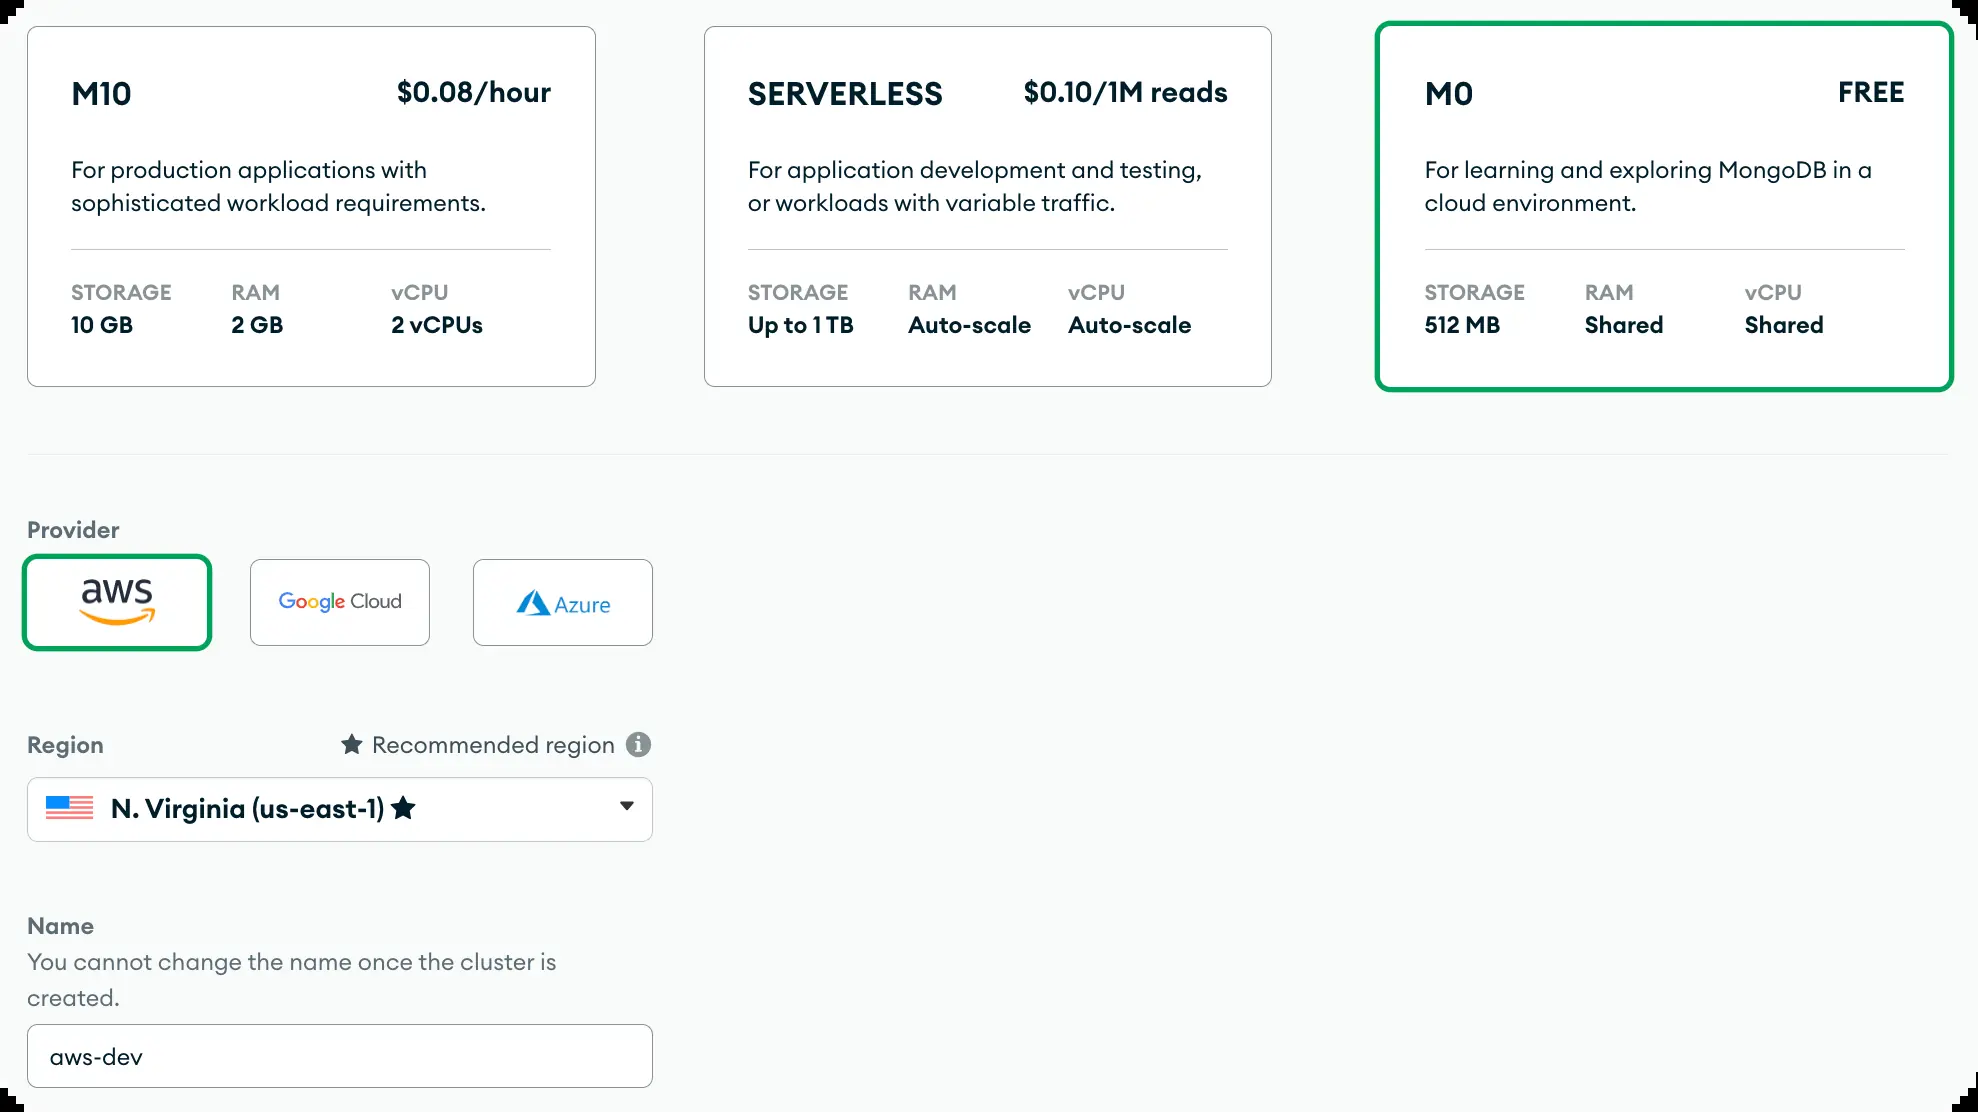 M10 $0.08/hour
For production applications with
sophisticated workload requirements.
STORAGE RAM vCPU
10 GB 2 GB 2 vCPUs
SERVERLESS $0.10/1M reads
For application development and testing,
or workloads with variable traffic.
STORAGE RAM vCPU
Up to 1 TB Auto-scale Auto-scale
M0 FREE
For learning and exploring MongoDB in a
cloud environment.
STORAGE RAM vCPU
512 MB Shared Shared
Provider
aws Google Cloud Azure
Region ★ Recommended region
N. Virginia (us-east-1) ★
Name
You cannot change the name once the cluster is
created.
aws-dev